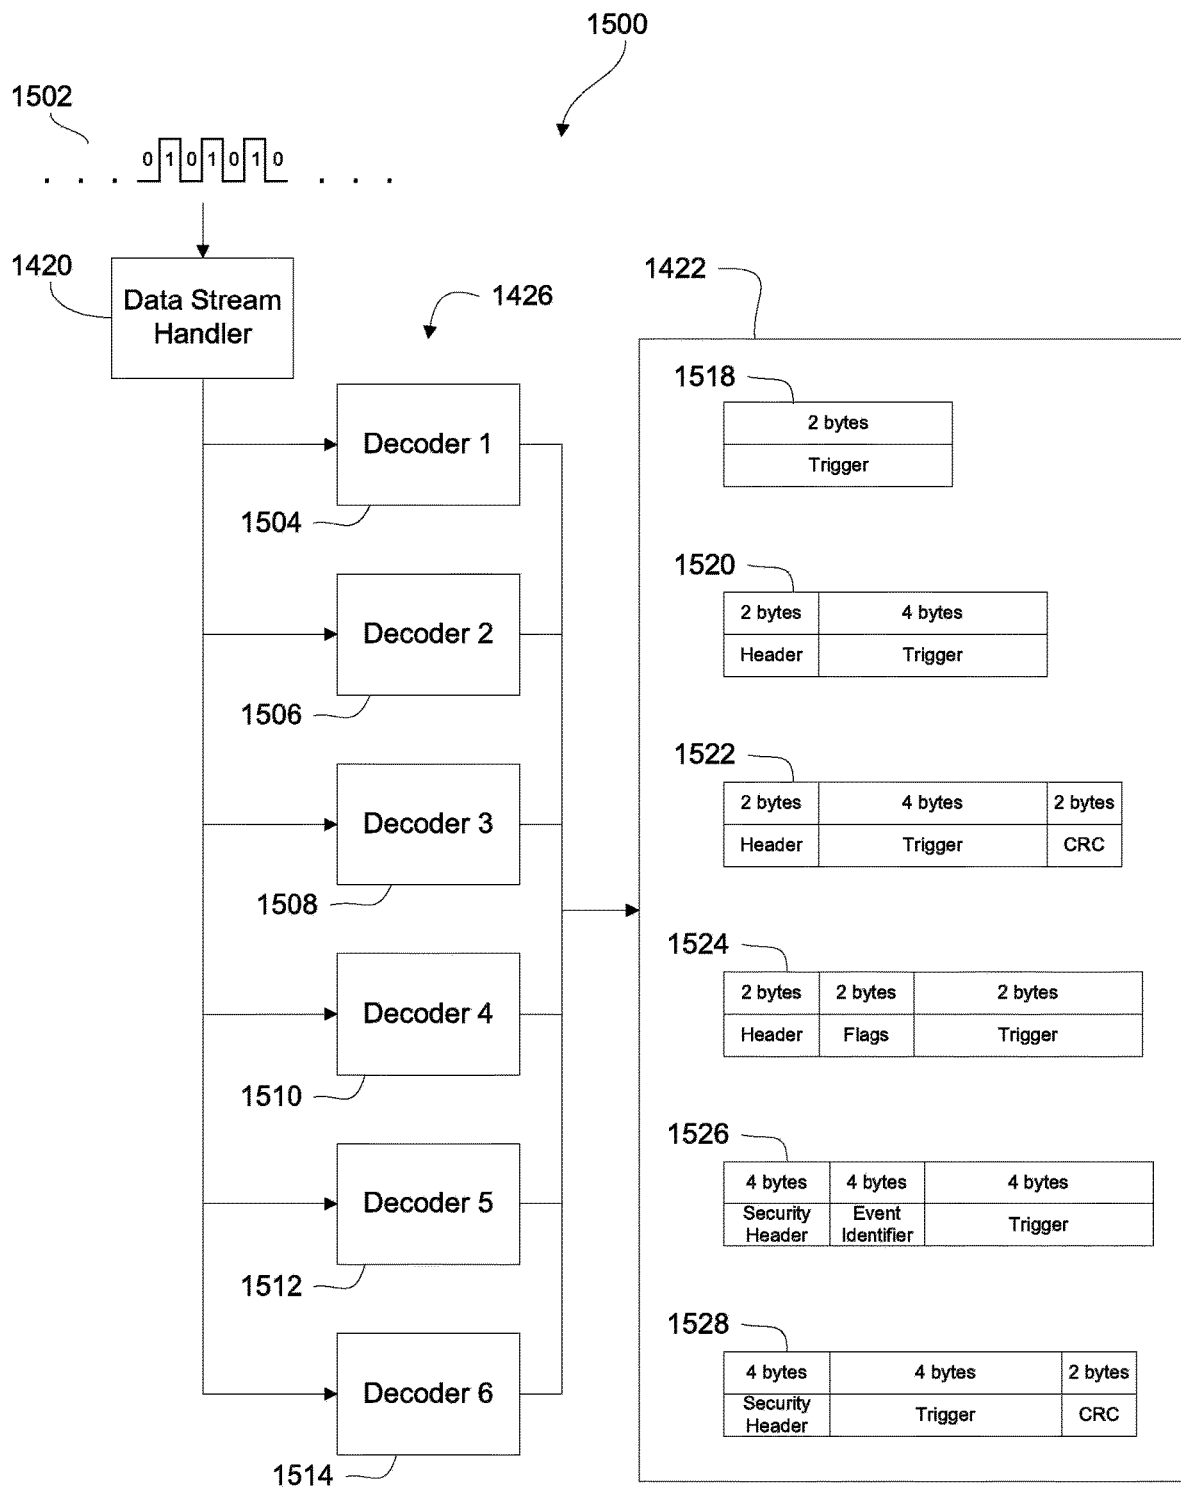 1500
1502
. . . 0 1 0 1 0 1 0 . . .
1420
Data Stream
Handler
1426
1422
Decoder 1
1504
Decoder 2
1506
Decoder 3
1508
Decoder 4
1510
Decoder 5
1512
Decoder 6
1514
1518
2 bytes
Trigger
1520
2 bytes 4 bytes
Header Trigger
1522
2 bytes 4 bytes 2 bytes
Header Trigger CRC
1524
2 bytes 2 bytes 2 bytes
Header Flags Trigger
1526
4 bytes 4 bytes 4 bytes
Security Event
Header Identifier Trigger
1528
4 bytes 4 bytes 2 bytes
Security
Header Trigger CRC